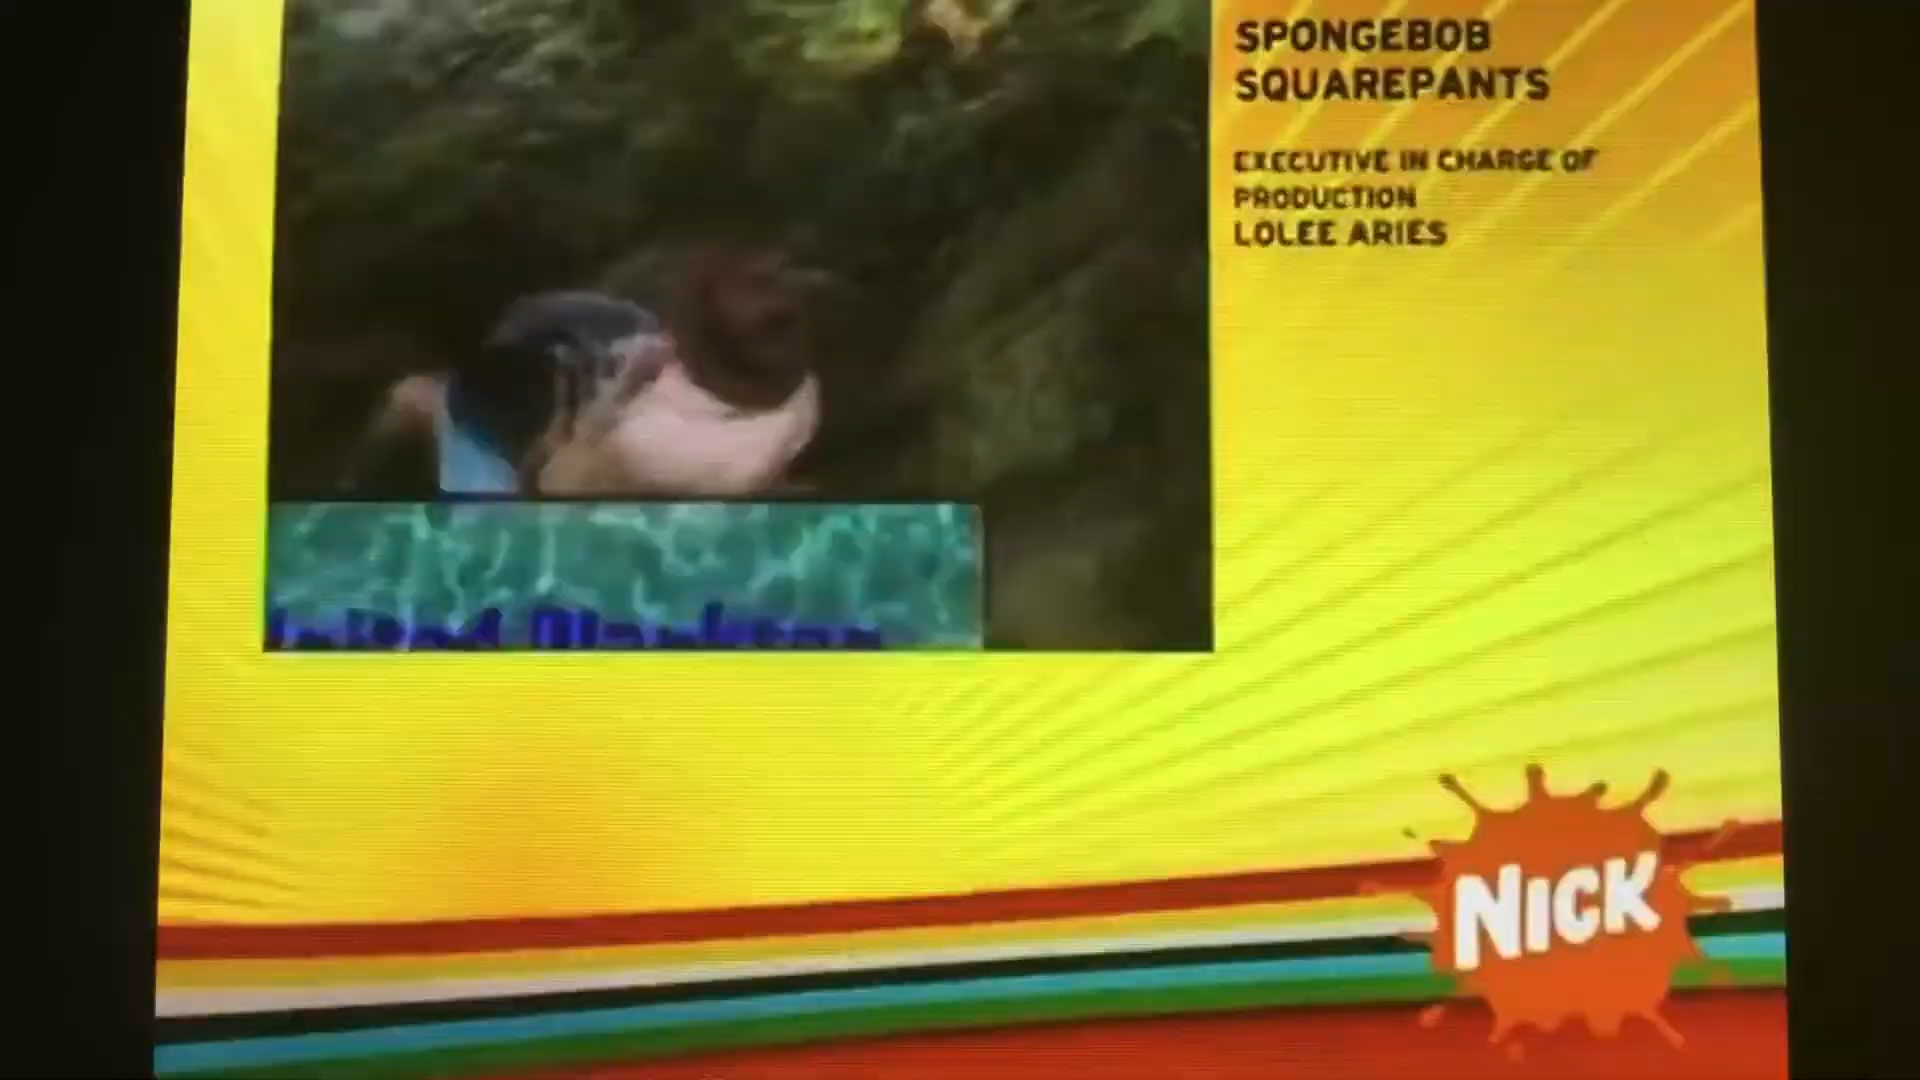 SPONGEBOB
SQUAREPANTS
EXECUTIVE IN CHARGE OF
PRODUCTION
LOLEE ARIES
NICK